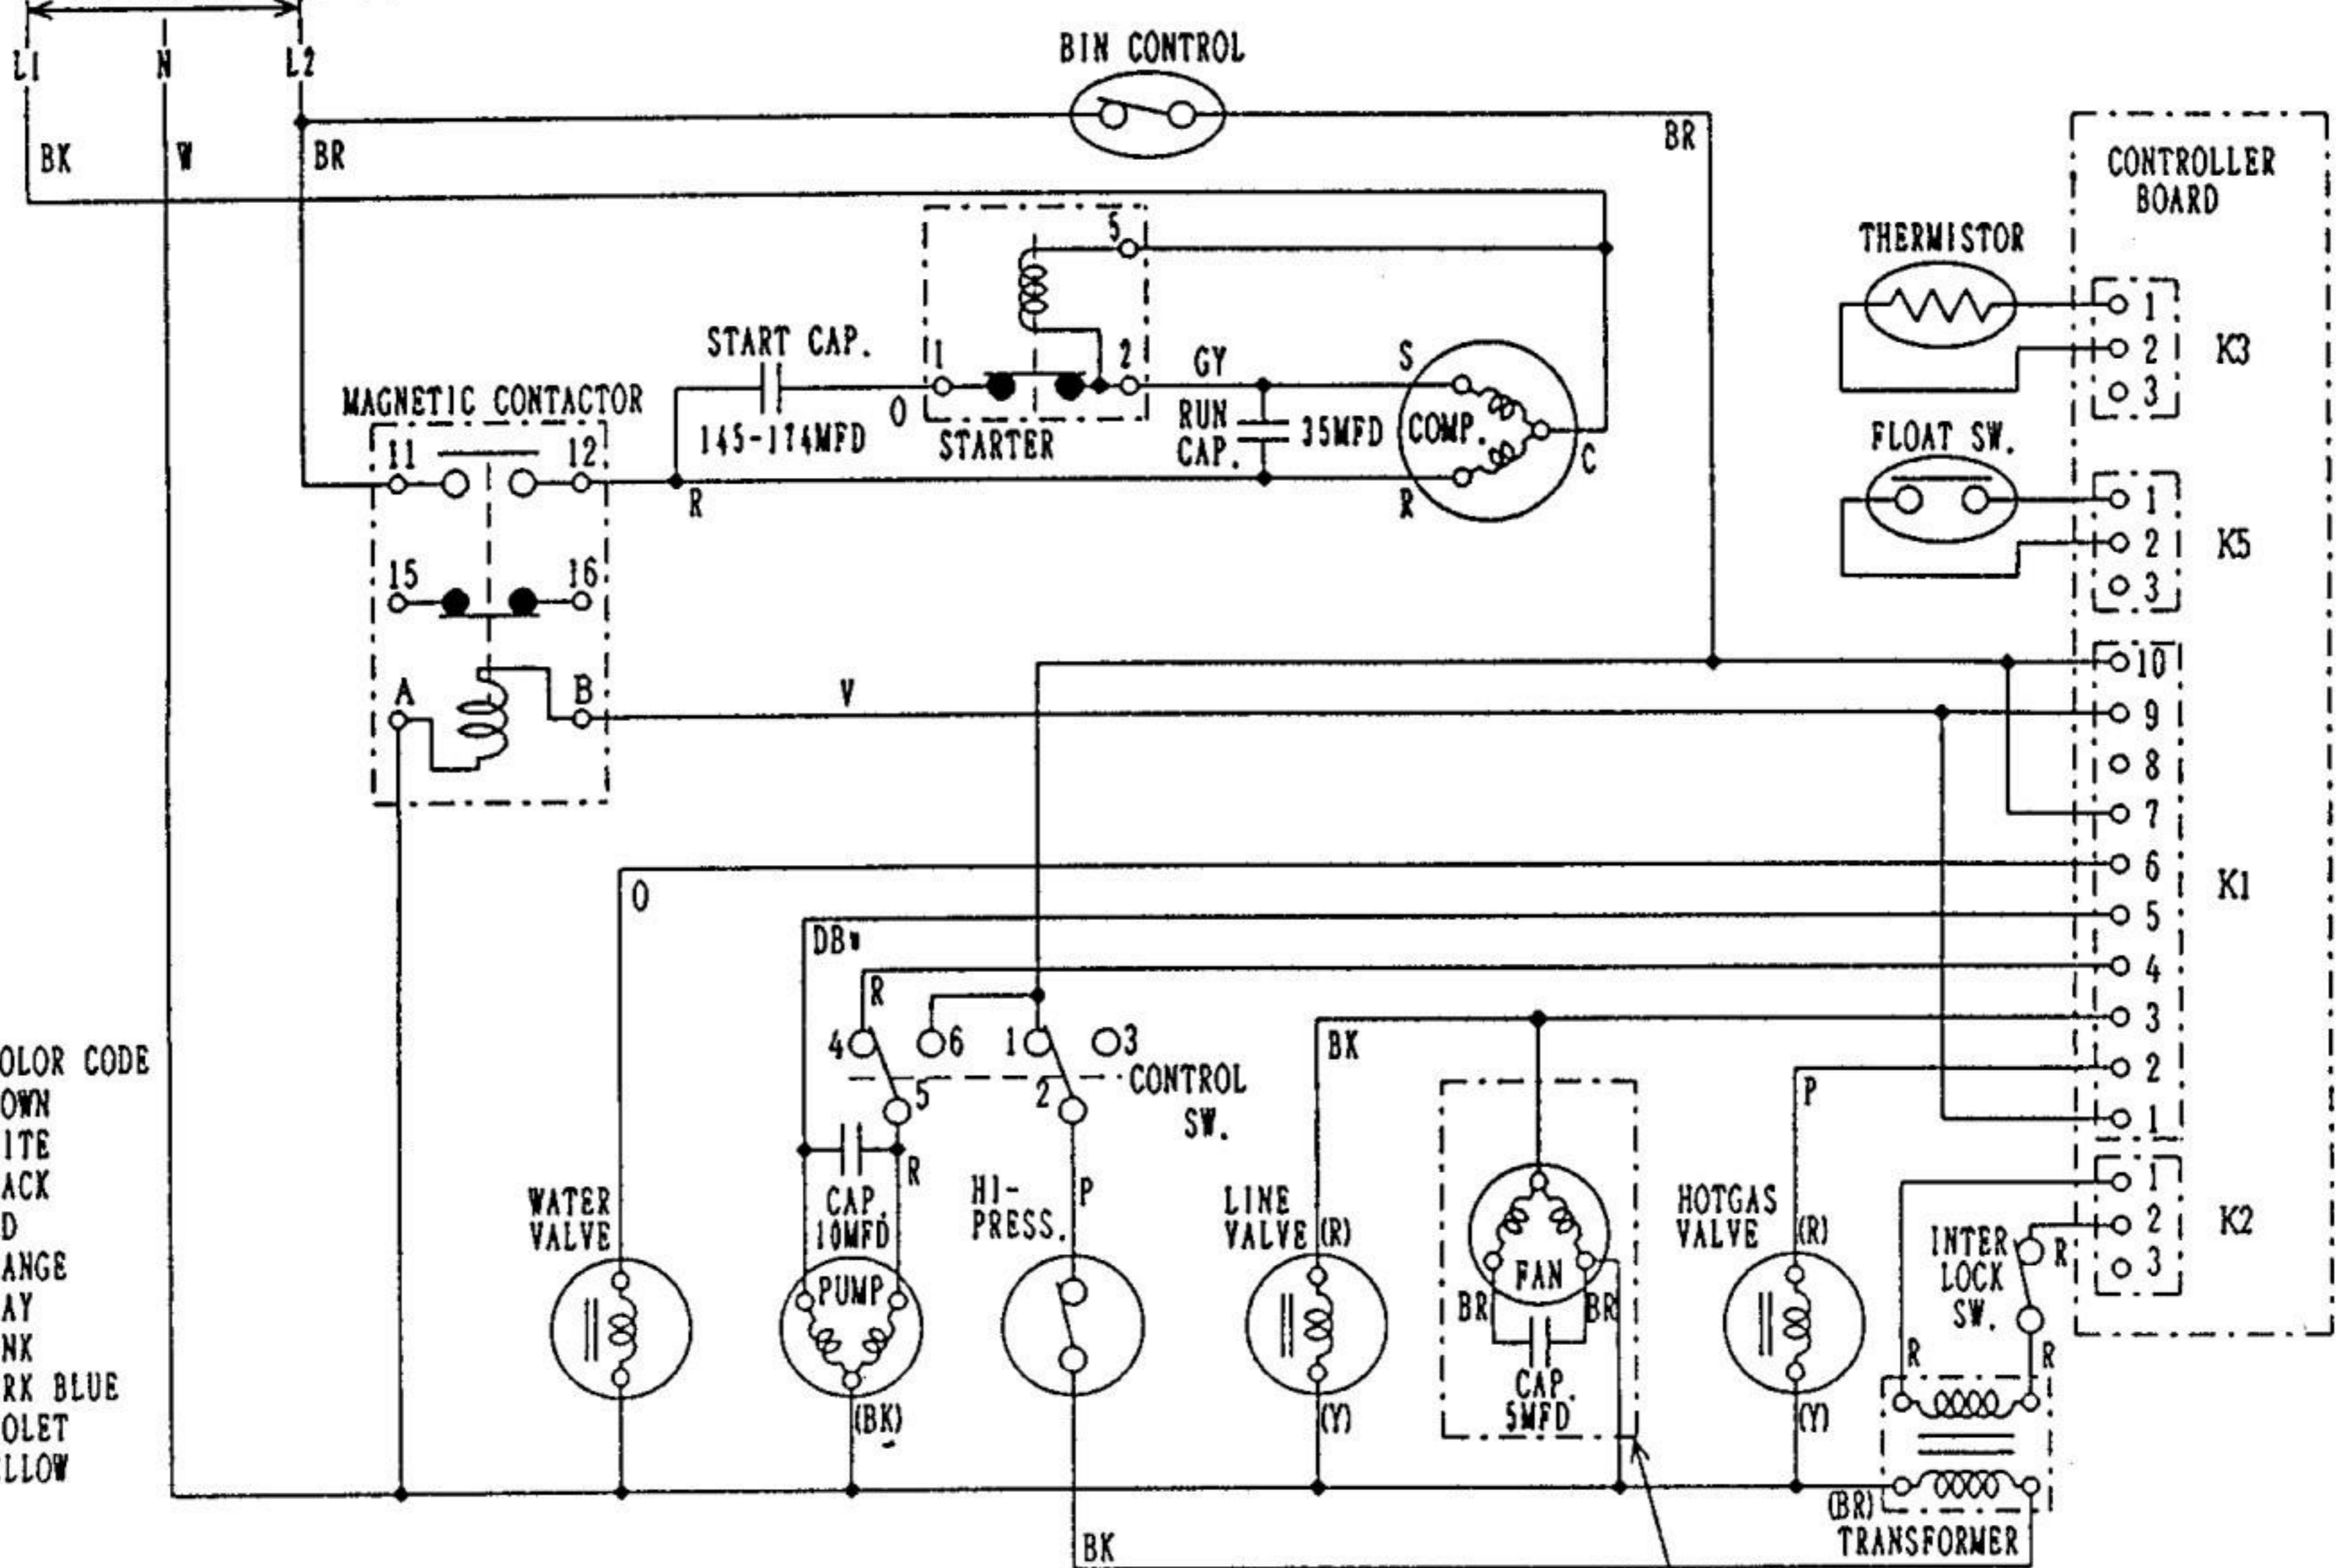 L1
N
L2
BK
W
BR
BIN CONTROL
BR
CONTROLLER
BOARD
THERMISTOR
1
2
3
K3
5
START CAP.
145-174MFD
O
1
2
STARTER
GY
RUN
CAP.
35MFD
S
COMP.
C
R
R
MAGNETIC CONTACTOR
11
12
15
16
A
B
V
FLOAT SW.
1
2
3
K5
10
9
8
7
6
5
4
3
2
1
K1
O
DBu
R
4
6
1
3
5
2
CONTROL
SW.
BK
P
OLOR CODE
OWN
ITE
ACK
D
ANGE
AY
NK
RK BLUE
OLET
LLOW
WATER
VALVE
CAP.
10MFD
R
PUMP
(BK)
HI-
PRESS.
P
BK
LINE
VALVE
(R)
(Y)
FAN
BR
BR
CAP.
5MFD
HOTGAS
VALVE
(R)
(Y)
INTER
LOCK
SW.
R
1
2
3
K2
R
R
(BR)
TRANSFORMER